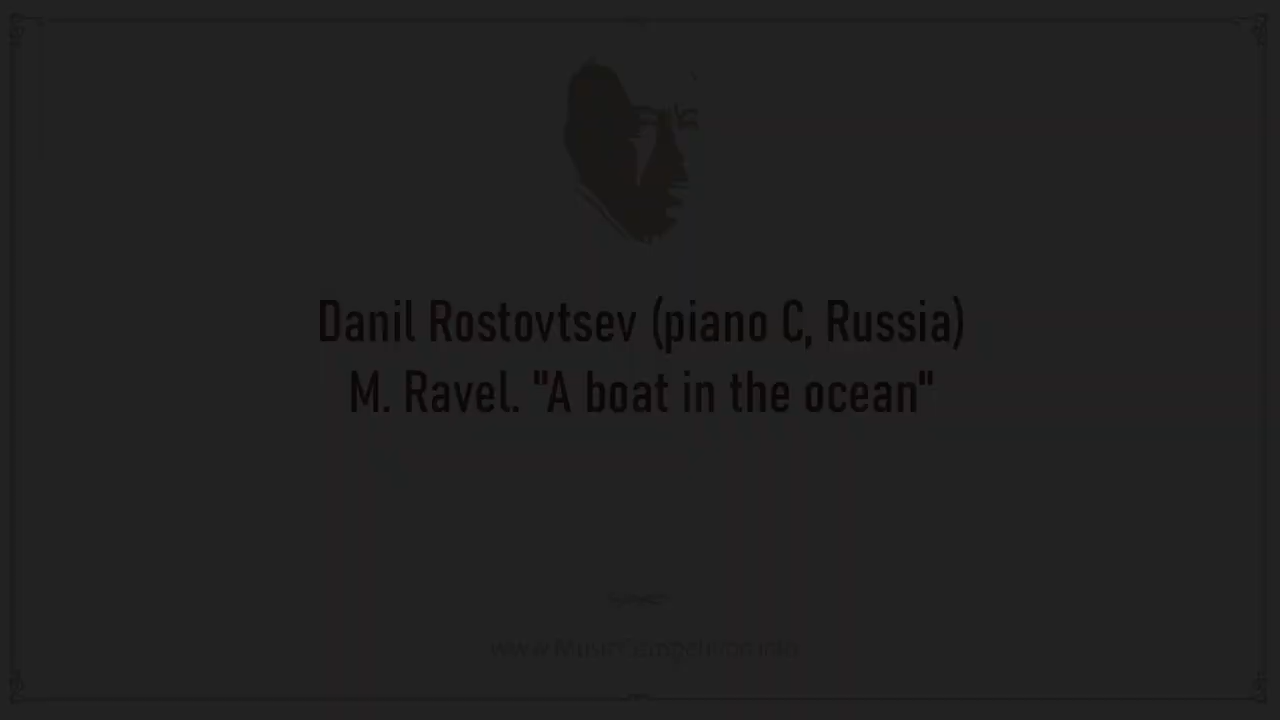 Danil Rostovtsev (piano C, Russia)
M. Ravel. "A boat in the ocean"